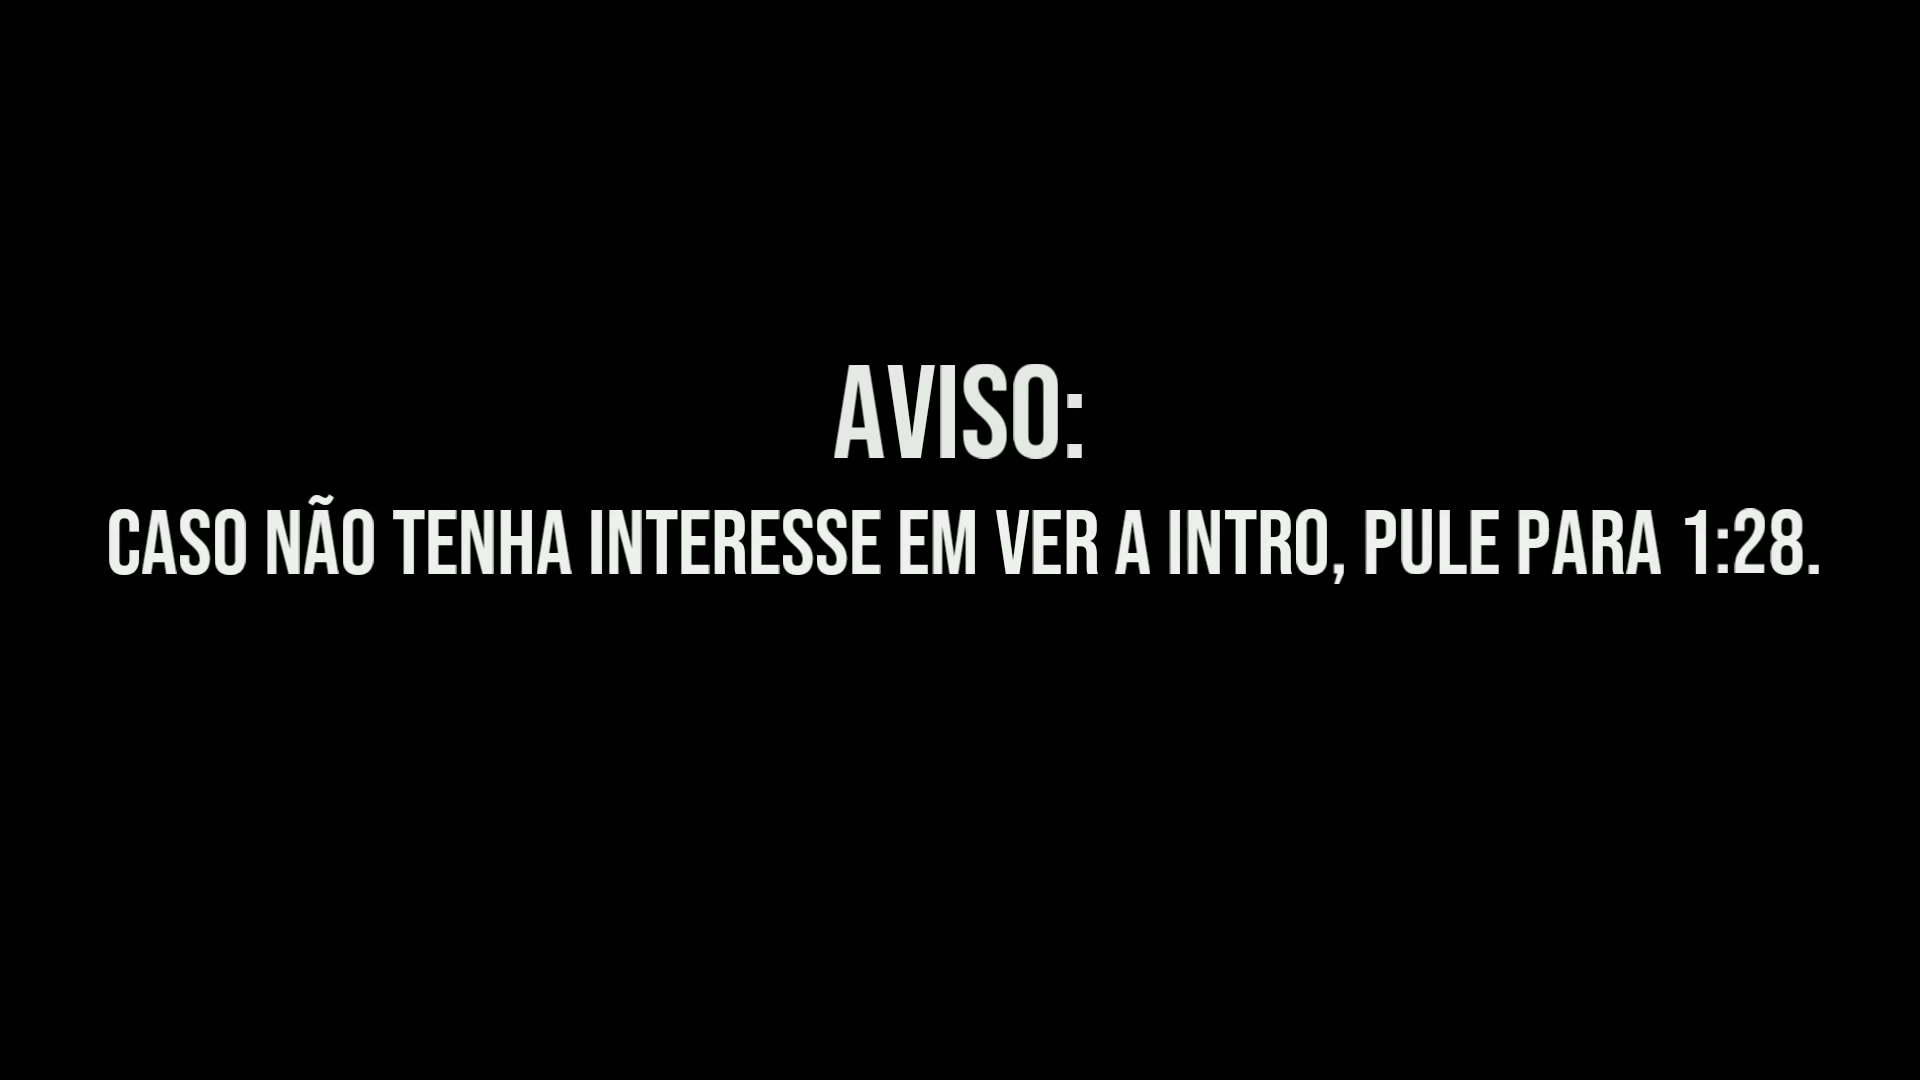 AVISO:
CASO NÃO TENHA INTERESSE EM VER A INTRO, PULE PARA 1:28.